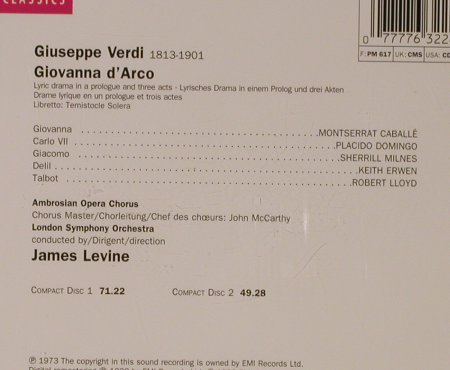 CLASSICS
0 77776 322
F: PM 617 UK: CMS USA: CD
Giuseppe Verdi 1813-1901
Giovanna d'Arco
Lyric drama in a prologue and three acts · Lyrisches Drama in einem Prolog und drei Akten
Drame lyrique en un prologue et trois actes
Libretto: Temistocle Solera
Giovanna MONTSERRAT CABALLÉ
Carlo VII PLACIDO DOMINGO
Giacomo SHERRILL MILNES
Delil KEITH ERWEN
Talbot ROBERT LLOYD
Ambrosian Opera Chorus
Chorus Master/Chorleitung/Chef des chœurs: John McCarthy
London Symphony Orchestra
conducted by/Dirigent/direction
James Levine
COMPACT DISC 1 71.22 COMPACT DISC 2 49.28
℗ 1973 The copyright in this sound recording is owned by EMI Records Ltd.